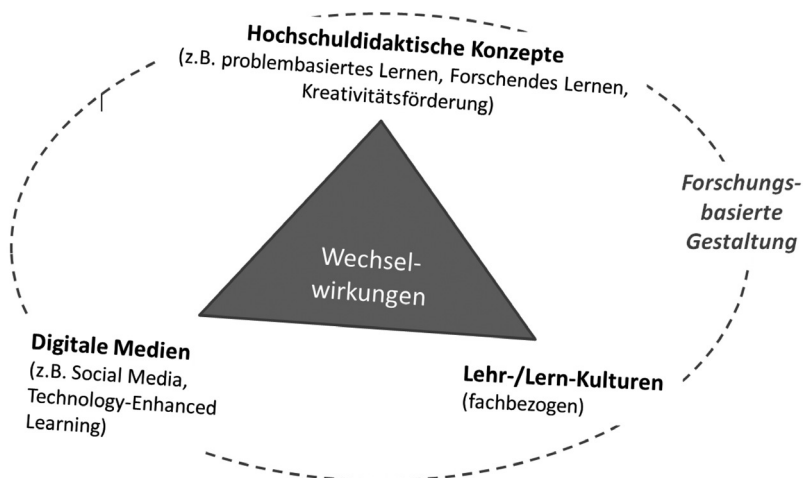 Hochschuldidaktische Konzepte
(z.B. problembasiertes Lernen, Forschendes Lernen,
Kreativitätsförderung)
Forschungs-
basierte
Gestaltung
Wechsel-
wirkungen
Digitale Medien
(z.B. Social Media,
Technology-Enhanced
Learning)
Lehr-/Lern-Kulturen
(fachbezogen)